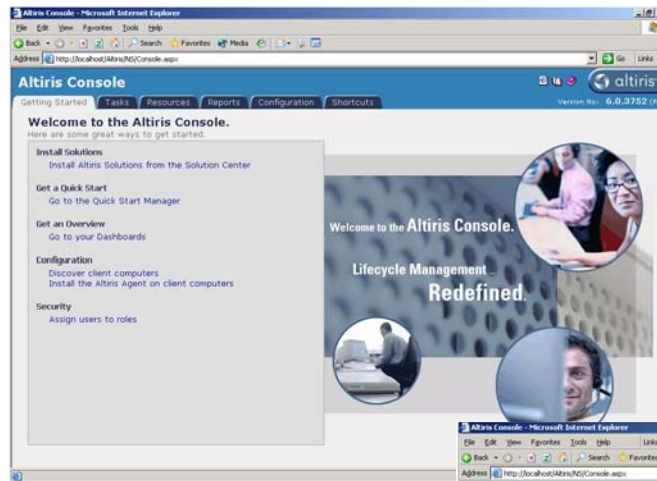 Altiris Console - Microsoft Internet Explorer
File Edit View Favorites Tools Help
Back Search Favorites Media
Address http://localhost/Altiris/NS/Console.aspx Go Links
Altiris Console altiris
Getting Started Tasks Resources Reports Configuration Shortcuts Version No: 6.0.3752
Welcome to the Altiris Console.
Here are some great ways to get started.
Install Solutions
Install Altiris Solutions from the Solution Center
Get a Quick Start
Go to the Quick Start Manager
Get an Overview
Go to your Dashboards
Configuration
Discover client computers
Install the Altiris Agent on client computers
Security
Assign users to roles
Welcome to the Altiris Console.
Lifecycle Management ...
Redefined.
Altiris Console - Microsoft Internet Explorer
File Edit View Favorites Tools Help Links
Back Search Favorites
Address http://localhost/Altiris/NS/Console.aspx